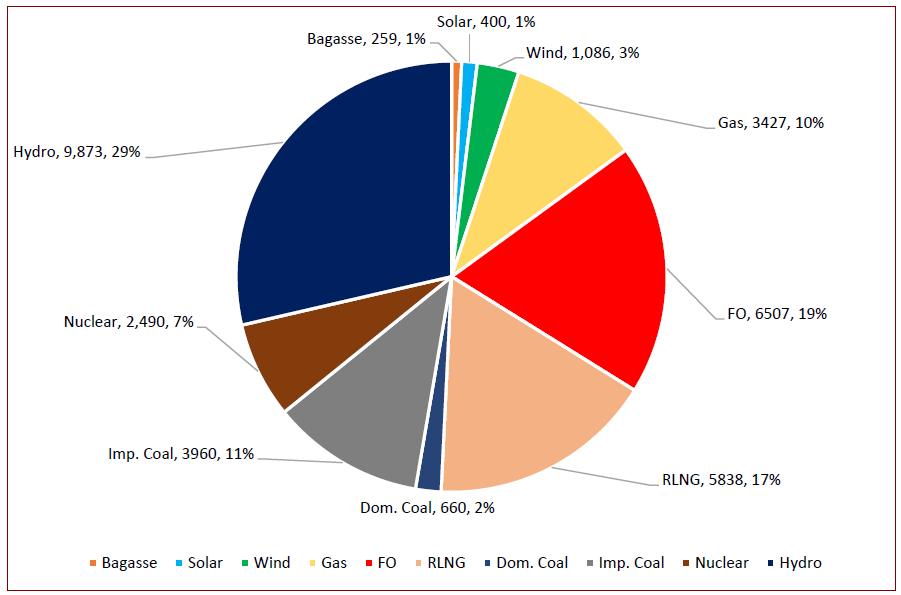 Solar, 400, 1%
Bagasse, 259, 1%
Wind, 1,086, 3%
Gas, 3427, 10%
Hydro, 9,873, 29%
FO, 6507, 19%
Nuclear, 2,490, 7%
Imp. Coal, 3960, 11%
RLNG, 5838, 17%
Dom. Coal, 660, 2%
Bagasse Solar Wind Gas FO RLNG Dom. Coal Imp. Coal Nuclear Hydro